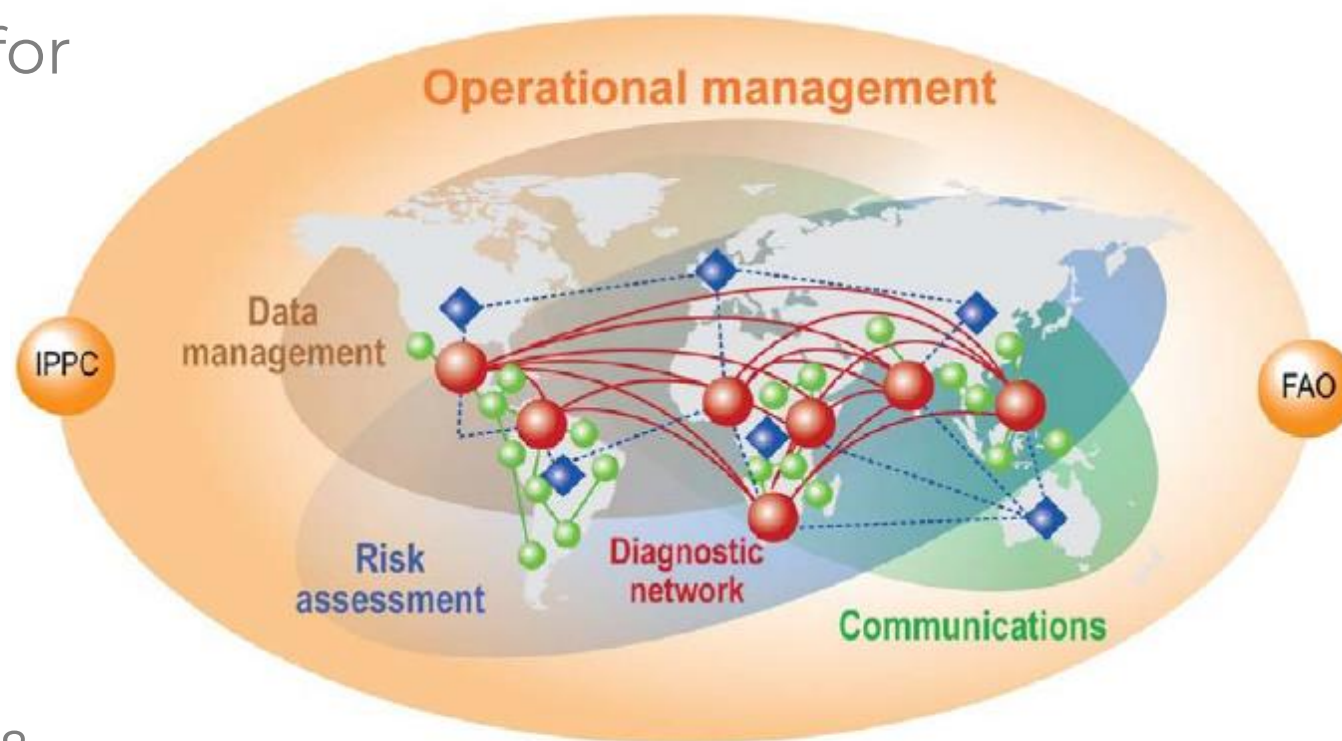 for
Operational management
Data
management
IPPC
FAO
Risk
assessment
Diagnostic
network
Communications